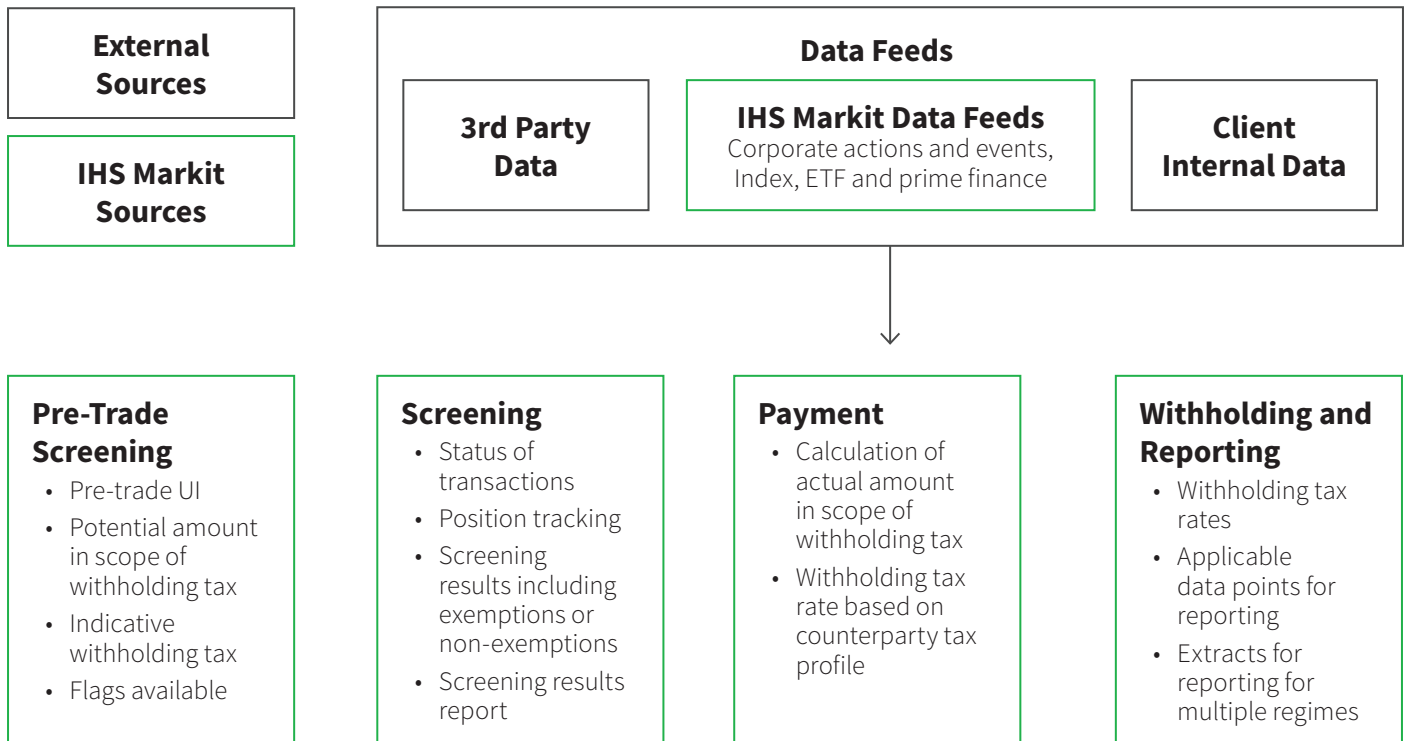 External
Sources
IHS Markit
Sources
Data Feeds
3rd Party
Data
IHS Markit Data Feeds
Corporate actions and events,
Index, ETF and prime finance
Client
Internal Data
Pre-Trade
Screening
• Pre-trade UI
• Potential amount
in scope of
withholding tax
• Indicative
withholding tax
• Flags available
Screening
• Status of
transactions
• Position tracking
• Screening
results including
exemptions or
non-exemptions
• Screening results
report
Payment
• Calculation of
actual amount
in scope of
withholding tax
• Withholding tax
rate based on
counterparty tax
profile
Withholding and
Reporting
• Withholding tax
rates
• Applicable
data points for
reporting
• Extracts for
reporting for
multiple regimes